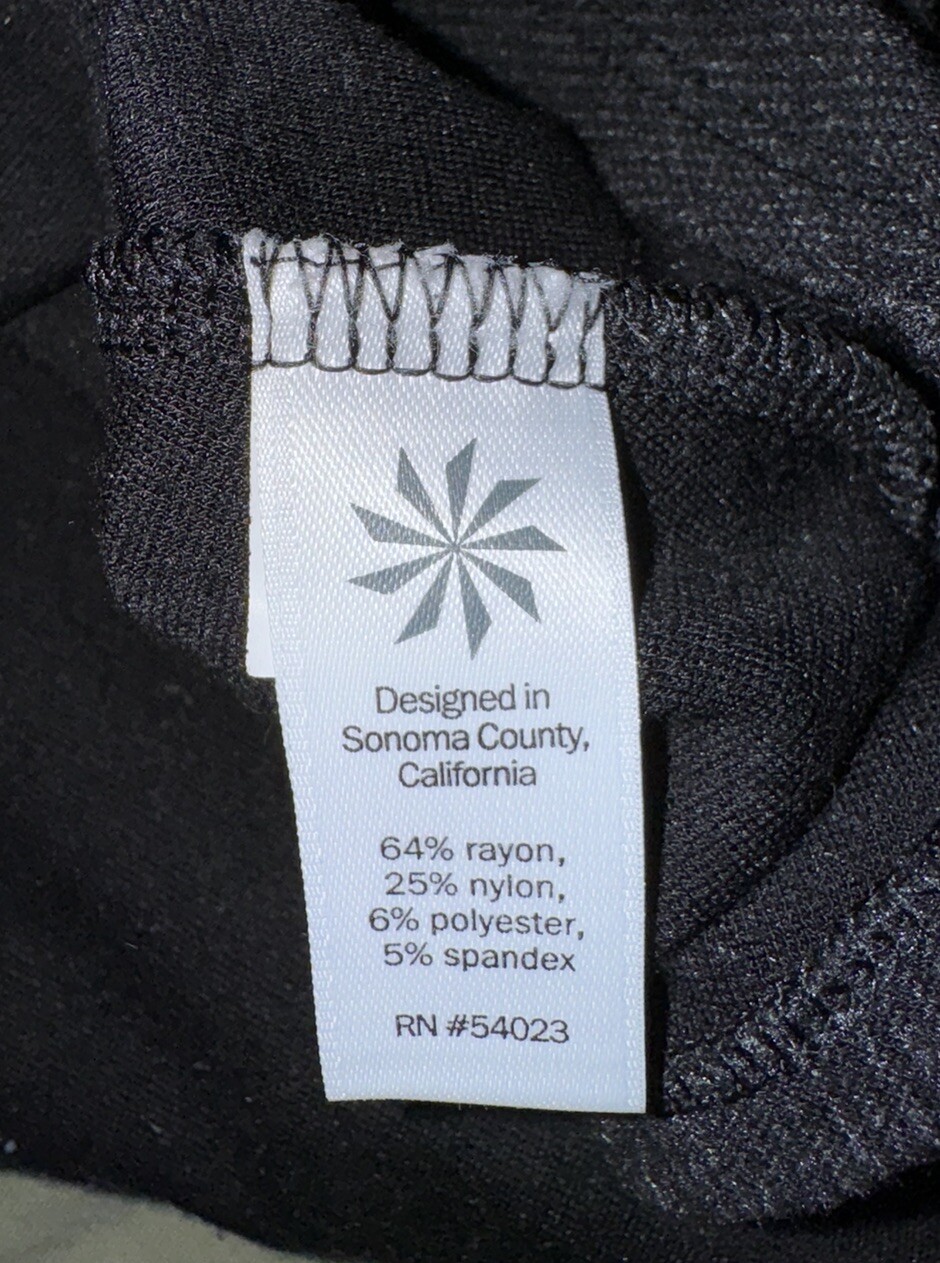 Designed in
Sonoma County,
California
64% rayon,
25% nylon,
6% polyester,
5% spandex
RN #54023